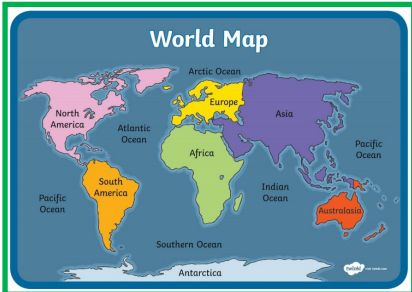 World Map
Arctic Ocean
North
America
Europe
Asia
Atlantic
Ocean
Africa
Pacific
Ocean
South
America
Indian
Ocean
Pacific
Ocean
Australasia
Southern Ocean
Antarctica
twinkl